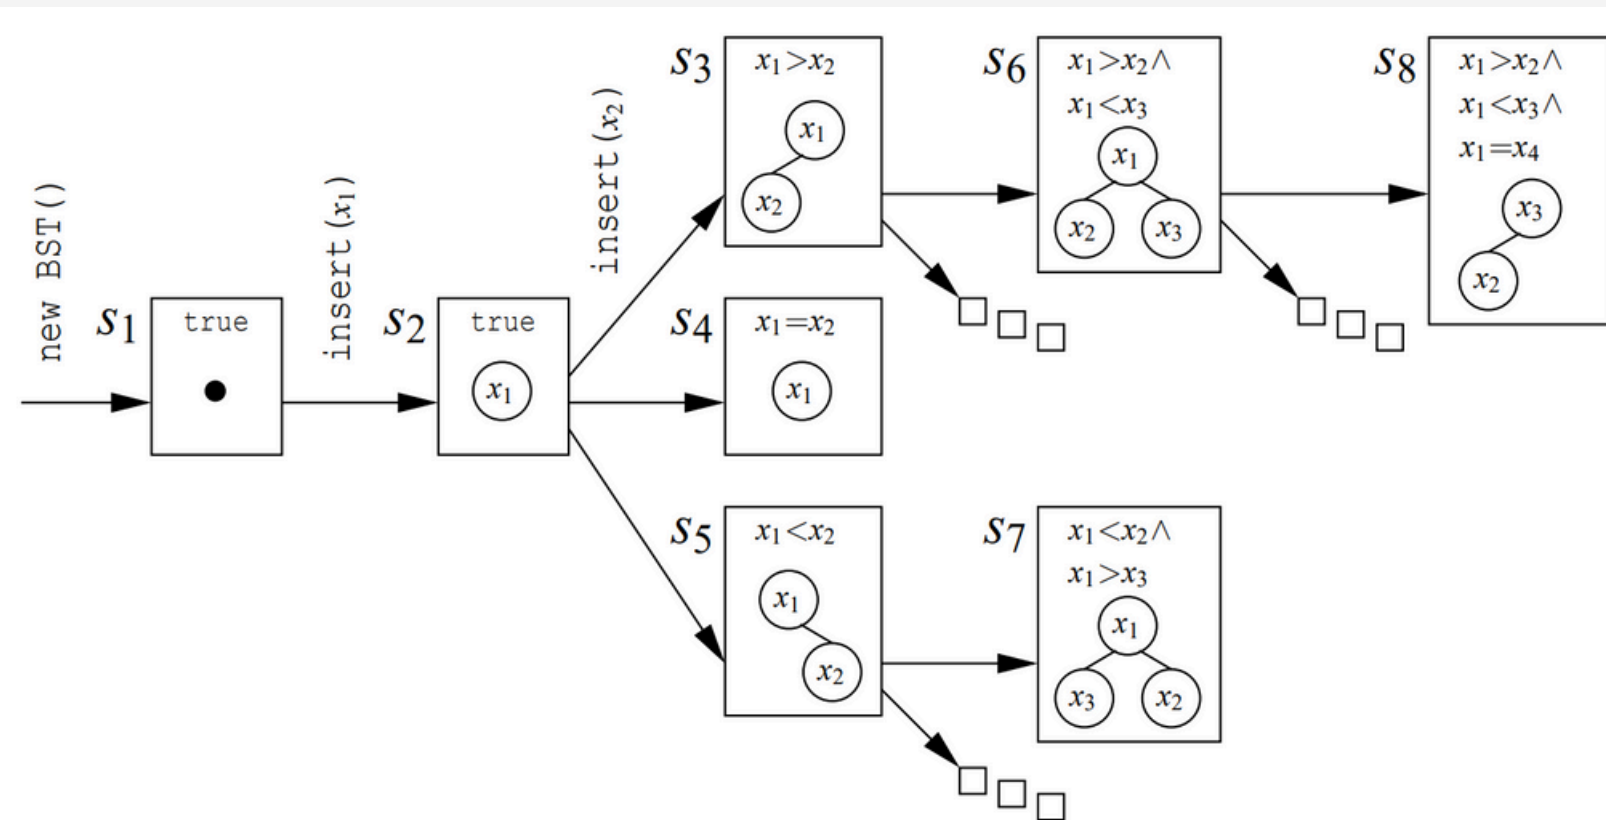 new BST()
S1
true
insert(x1)
S2
true
x1
insert(x2)
S3
x1>x2
x1
x2
S4
x1=x2
x1
S5
x1<x2
x1
x2
S6
x1>x2∧
x1<x3
x1
x2
x3
S7
x1<x2∧
x1>x3
x1
x3
x2
S8
x1>x2∧
x1<x3∧
x1=x4
x3
x2